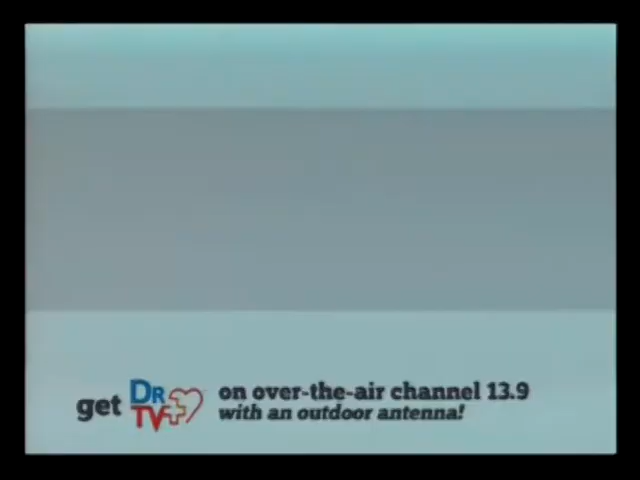 get DR TV+ on over-the-air channel 13.9
with an outdoor antenna!